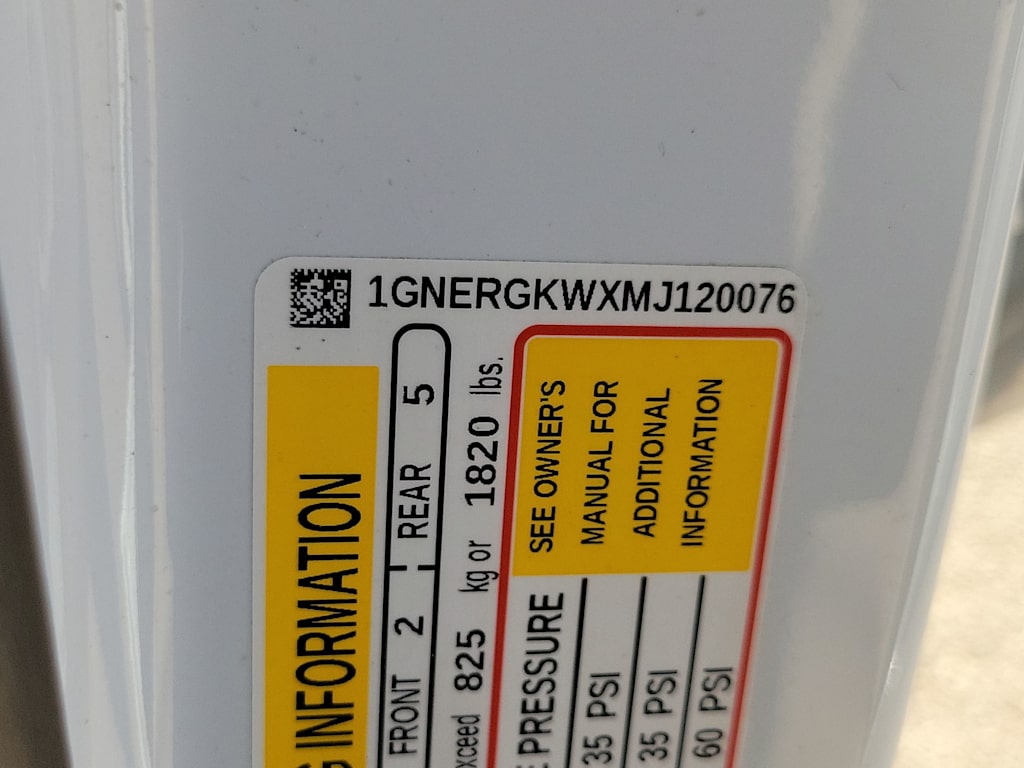 1GNERGKWXMJ120076
G INFORMATION
FRONT 2 REAR 5
xceed 825 kg or 1820 lbs.
E PRESSURE
35 PSI
35 PSI
60 PSI
SEE OWNER'S
MANUAL FOR
ADDITIONAL
INFORMATION